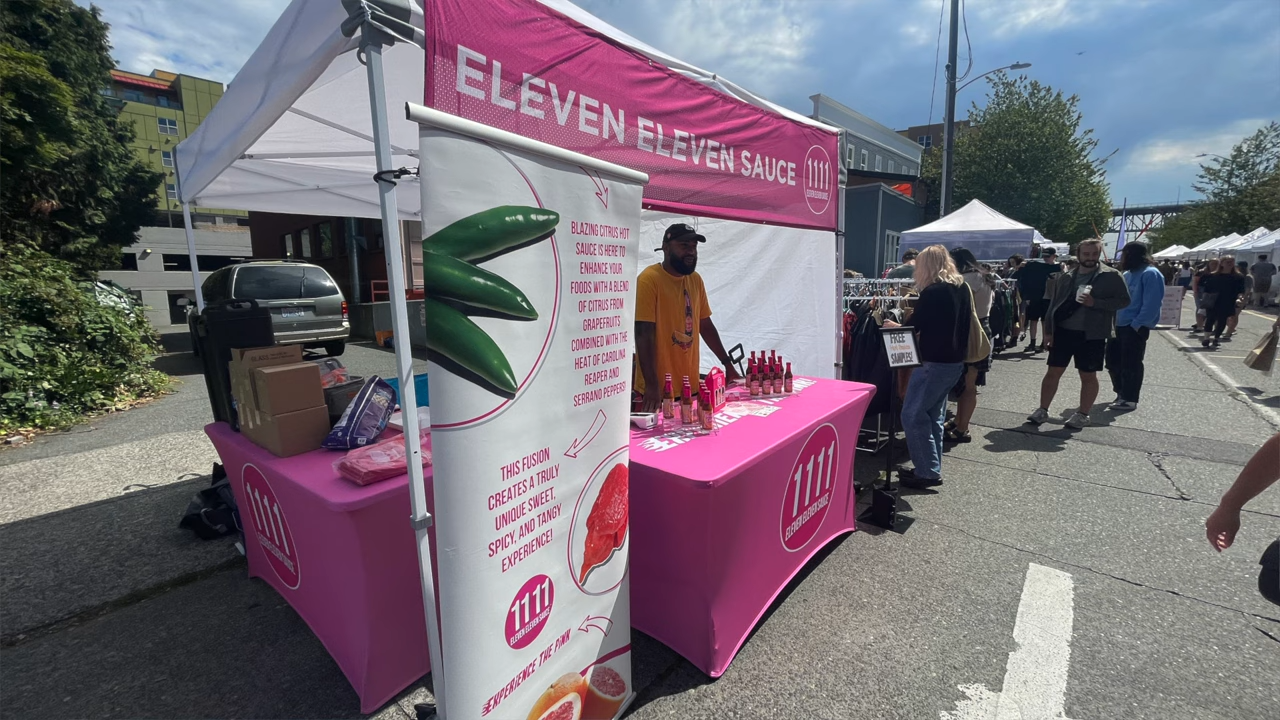 ELEVEN ELEVEN SAUCE
1111
ELEVEN ELEVEN SAUCE
BLAZING CITRUS HOT
SAUCE IS HERE TO
ENHANCE YOUR
FOODS WITH A BLEND
OF CITRUS FROM
GRAPEFRUITS
COMBINED WITH THE
HEAT OF CAROLINA
REAPER AND
SERRANO PEPPERS!
THIS FUSION
CREATES A TRULY
UNIQUE SWEET,
SPICY, AND TANGY
EXPERIENCE!
1111
ELEVEN ELEVEN SAUCE
EXPERIENCE THE PINK
1111
ELEVEN ELEVEN SAUCE
1111
ELEVEN ELEVEN SAUCE
FREE
SAMPLES!